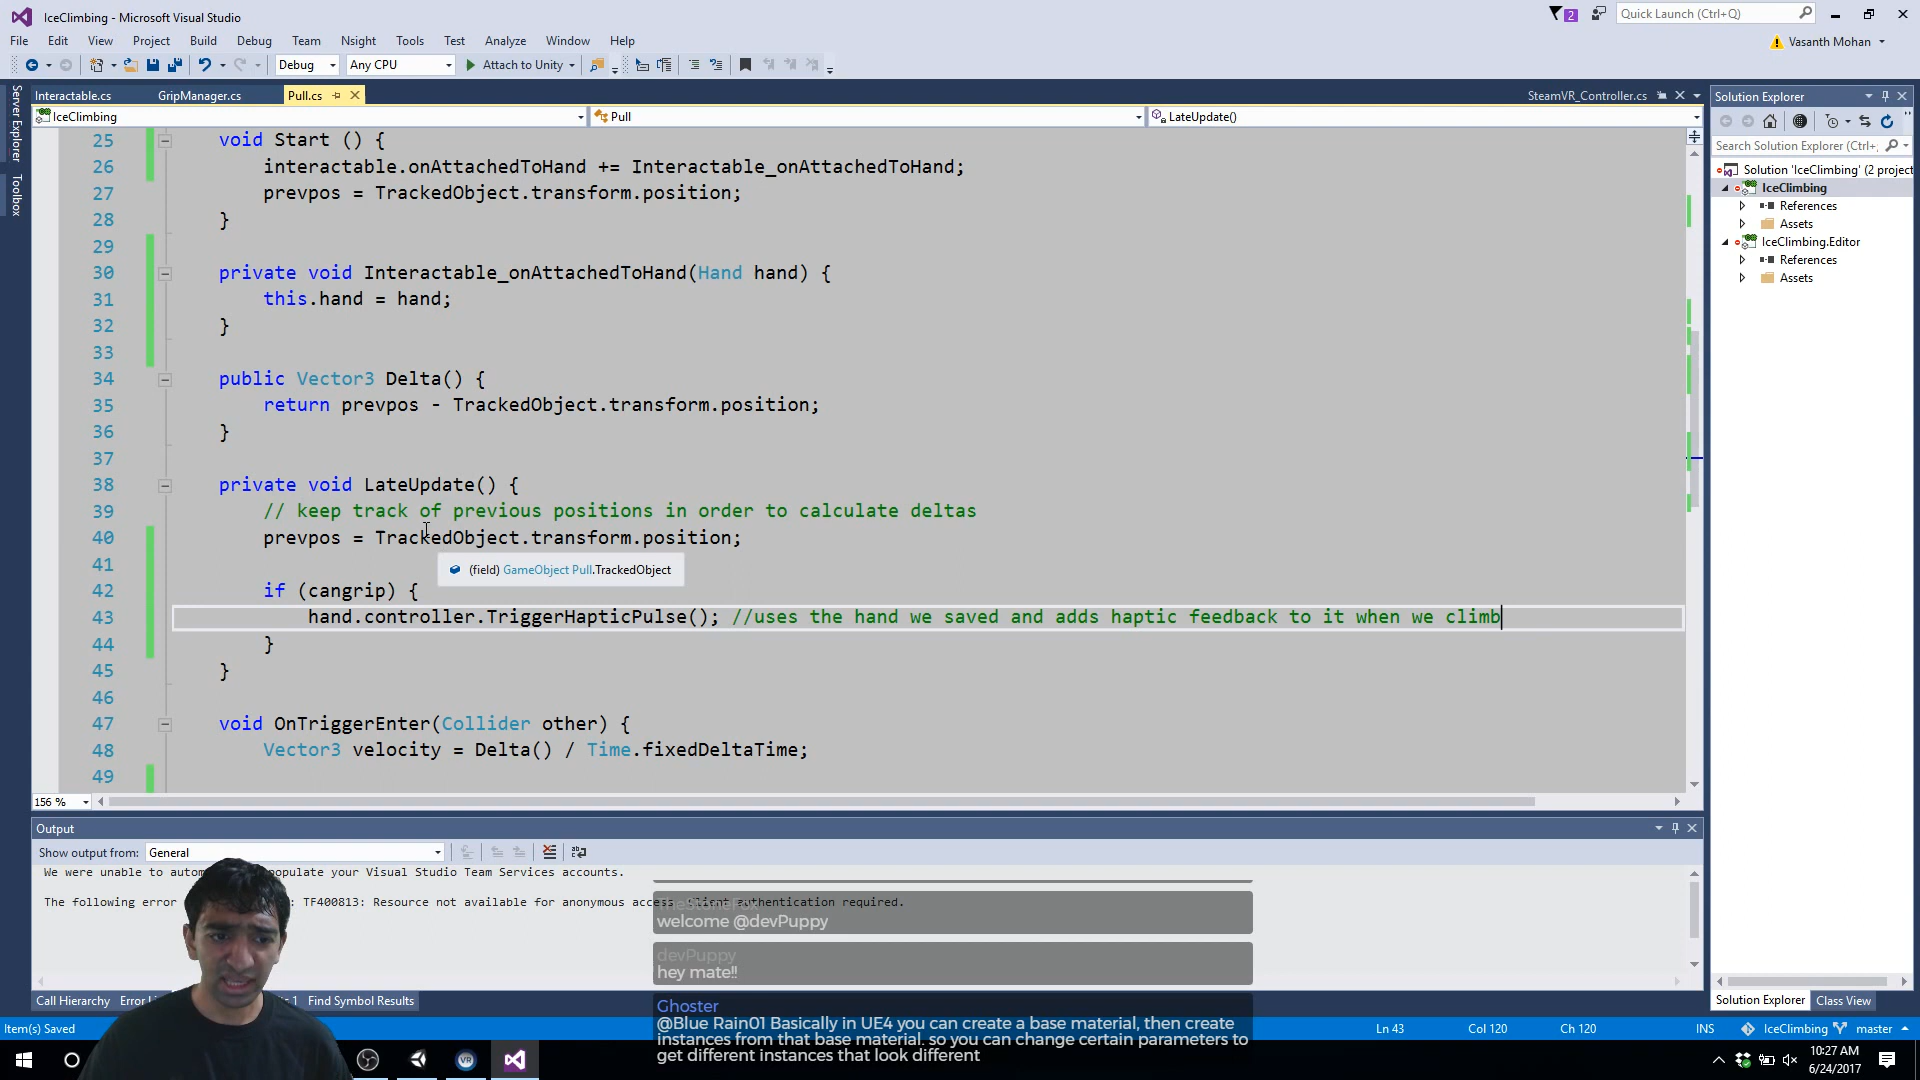 IceClimbing - Microsoft Visual Studio
2
Quick Launch (Ctrl+Q)
File Edit View Project Build Debug Team Nsight Tools Test Analyze Window Help
Vasanth Mohan
Debug Any CPU Attach to Unity
Server Explorer
Toolbox
Interactable.cs GripManager.cs Pull.cs SteamVR_Controller.cs
IceClimbing Pull LateUpdate()
25 void Start () {
26 interactable.onAttachedToHand += Interactable_onAttachedToHand;
27 prevpos = TrackedObject.transform.position;
28 }
29
30 private void Interactable_onAttachedToHand(Hand hand) {
31 this.hand = hand;
32 }
33
34 public Vector3 Delta() {
35 return prevpos - TrackedObject.transform.position;
36 }
37
38 private void LateUpdate() {
39 // keep track of previous positions in order to calculate deltas
40 prevpos = TrackedObject.transform.position;
41
(field) GameObject Pull.TrackedObject
42 if (cangrip) {
43 hand.controller.TriggerHapticPulse(); //uses the hand we saved and adds haptic feedback to it when we climb
44 }
45 }
46
47 void OnTriggerEnter(Collider other) {
48 Vector3 velocity = Delta() / Time.fixedDeltaTime;
49
156 %
Solution Explorer
Search Solution Explorer (Ctrl+;
Solution 'IceClimbing' (2 project
IceClimbing
References
Assets
IceClimbing.Editor
References
Assets
Solution Explorer Class View
Output
Show output from: General
We were unable to autom populate your Visual Studio Team Services accounts.
The following error : TF400813: Resource not available for anonymous access. Client authentication required.
TheStoneFox
welcome @devPuppy
devPuppy
hey mate!!
Ghoster
@Blue Rain01 Basically in UE4 you can create a base material, then create
instances from that base material. so you can change certain parameters to
get different instances that look different
Call Hierarchy Error Li 1 Find Symbol Results
Item(s) Saved Ln 43 Col 120 Ch 120 INS IceClimbing master
10:27 AM
6/24/2017